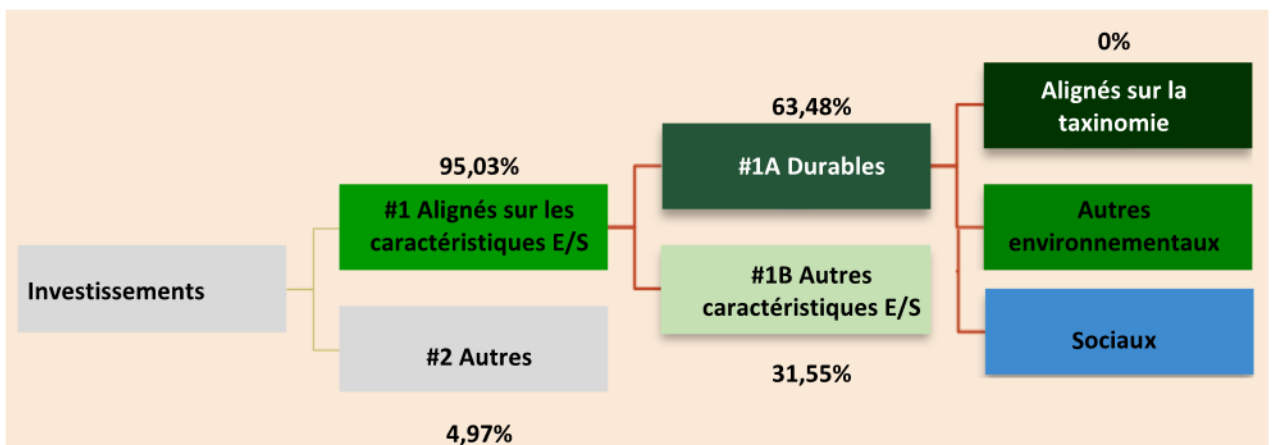 0%
Alignés sur la
taxinomie
63,48%
#1A Durables
95,03%
#1 Alignés sur les
caractéristiques E/S
Autres
environnementaux
Investissements
#1B Autres
caractéristiques E/S
Sociaux
#2 Autres
31,55%
4,97%